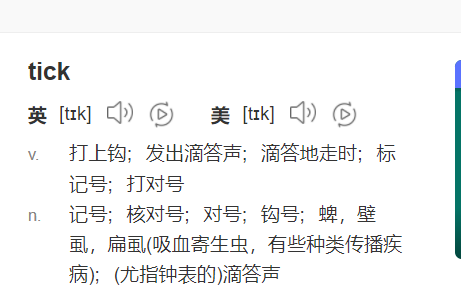 tick
英 [tɪk] 美 [tɪk]
v. 打上钩；发出滴答声；滴答地走时；标
记号；打对号
n. 记号；核对号；对号；钩号；蜱，壁
虱，扁虱(吸血寄生虫，有些种类传播疾
病)；(尤指钟表的)滴答声